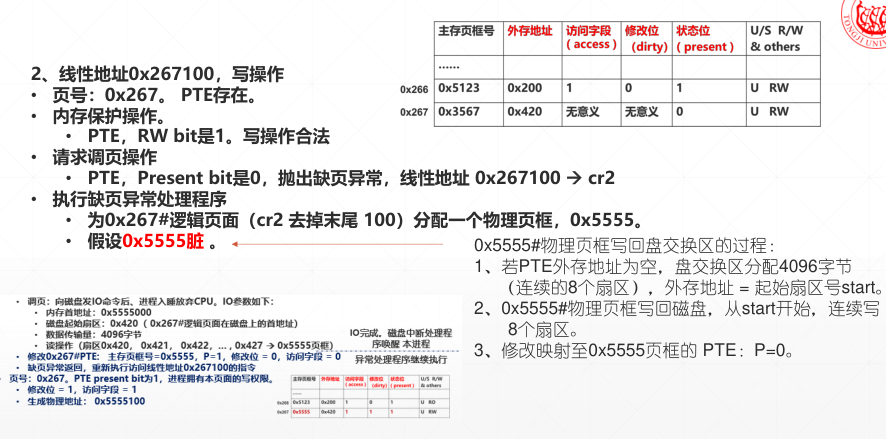 主存页框号 外存地址 访问字段 修改位 状态位 U/S R/W
(access) (dirty) (present) & others
......
0x266 0x5123 0x200 1 0 1 U RW
0x267 0x3567 0x420 无意义 无意义 0 U RW
2、线性地址0x267100，写操作
• 页号：0x267。 PTE存在。
• 内存保护操作。
• PTE，RW bit是1。写操作合法
• 请求调页操作
• PTE，Present bit是0，抛出缺页异常，线性地址 0x267100 → cr2
• 执行缺页异常处理程序
• 为0x267#逻辑页面（cr2 去掉末尾 100）分配一个物理页框，0x5555。
• 假设0x5555脏 。
0x5555#物理页框写回盘交换区的过程：
1、若PTE外存地址为空，盘交换区分配4096字节
（连续的8个扇区），外存地址 = 起始扇区号start。
2、0x5555#物理页框写回磁盘，从start开始，连续写
8个扇区。
3、修改映射至0x5555页框的 PTE：P=0。
• 调页：向磁盘发IO命令后、进程入睡放弃CPU。IO参数如下：
• 内存首地址：0x5555000
• 磁盘起始扇区：0x420（ 0x267#逻辑页面在磁盘上的首地址）
• 数据传输量：4096字节
• 读操作（扇区0x420， 0x421， 0x422， ... , 0x427 → 0x5555页框）
IO完成，磁盘中断处理程
序唤醒 本进程
异常处理程序继续执行
• 修改0x267#PTE： 主存页框号=0x5555，P=1，修改位 = 0，访问字段 = 0
• 缺页异常返回，重新执行访问线性地址0x267100的指令
• 页号：0x267。PTE present bit为1，进程拥有本页面的写权限。
• 修改位 = 1，访问字段 = 1
• 生成物理地址： 0x5555100
主存页框号 外存地址 访问字段 修改位 状态位 U/S R/W
(access) (dirty) (present) & others
......
0x266 0x5123 0x200 1 0 1 U RO
0x267 0x5555 0x420 1 1 1 U RW
TONGJI UNIV